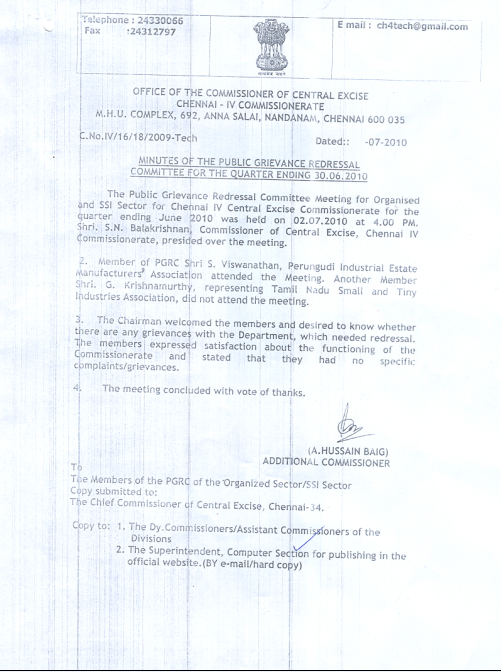 Telephone : 24330066
Fax :24312797
E mail : ch4tech@gmail.com
सत्यमेव जयते
OFFICE OF THE COMMISSIONER OF CENTRAL EXCISE
CHENNAI - IV COMMISSIONERATE
M.H.U. COMPLEX, 692, ANNA SALAI, NANDANAM, CHENNAI 600 035
C.No.IV/16/18/2009-Tech
Dated:: -07-2010
MINUTES OF THE PUBLIC GRIEVANCE REDRESSAL
COMMITTEE FOR THE QUARTER ENDING 30.06.2010
The Public Grievance Redressal Committee Meeting for Organised
and SSI Sector for Chennai IV Central Excise Commissionerate for the
quarter ending June 2010 was held on 02.07.2010 at 4.00 PM.
Shri. S.N. Balakrishnan, Commissioner of Central Excise, Chennai IV
Commissionerate, presided over the meeting.
2. Member of PGRC Shri S. Viswanathan, Perungudi Industrial Estate
Manufacturers' Association attended the Meeting. Another Member
Shri. G. Krishnamurthy, representing Tamil Nadu Small and Tiny
Industries Association, did not attend the meeting.
3. The Chairman welcomed the members and desired to know whether
there are any grievances with the Department, which needed redressal.
The members expressed satisfaction about the functioning of the
Commissionerate and stated that they had no specific
complaints/grievances.
4. The meeting concluded with vote of thanks.
(A.HUSSAIN BAIG)
ADDITIONAL COMMISSIONER
To
The Members of the PGRC of the Organized Sector/SSI Sector
Copy submitted to:
The Chief Commissioner of Central Excise, Chennai-34.
Copy to: 1. The Dy.Commissioners/Assistant Commissioners of the
Divisions
2. The Superintendent, Computer Section for publishing in the
official website.(BY e-mail/hard copy)